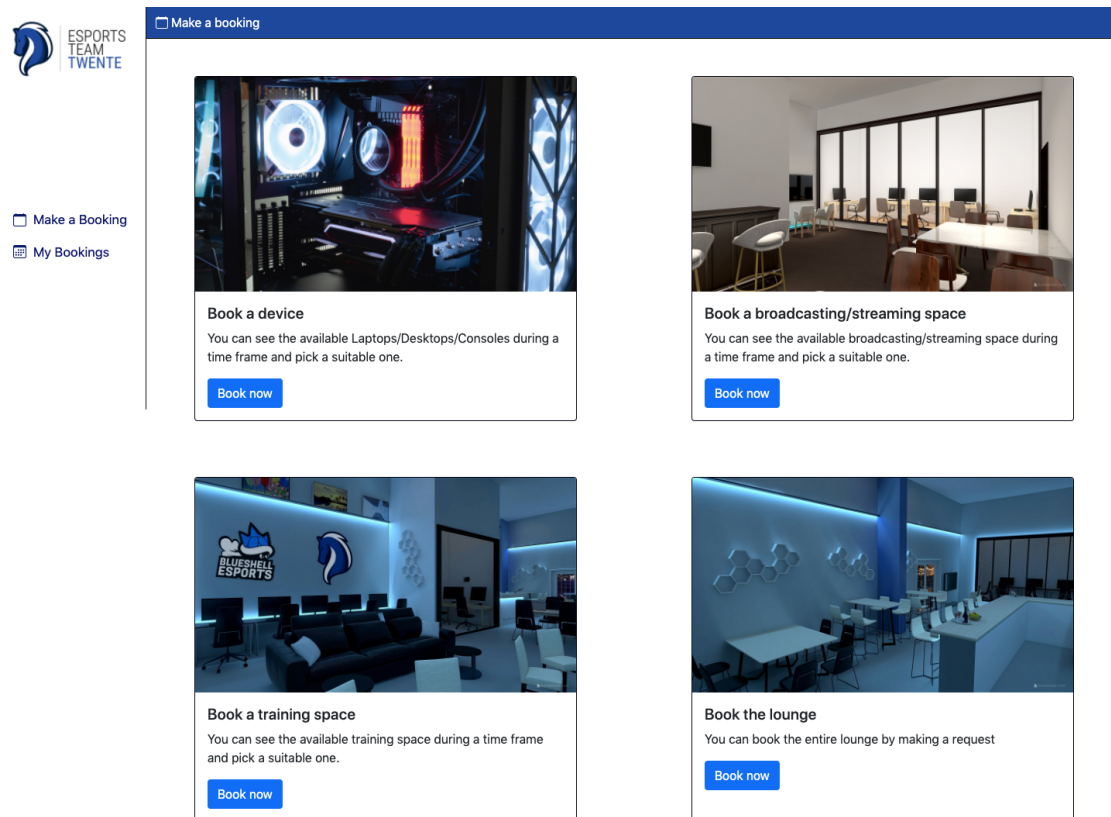 ESPORTS
TEAM
TWENTE
Make a booking
Make a Booking
My Bookings
Book a device
You can see the available Laptops/Desktops/Consoles during a
time frame and pick a suitable one.
Book now
Book a broadcasting/streaming space
You can see the available broadcasting/streaming space during
a time frame and pick a suitable one.
Book now
BLUESHELL
ESPORTS
Book a training space
You can see the available training space during a time frame
and pick a suitable one.
Book now
Book the lounge
You can book the entire lounge by making a request
Book now